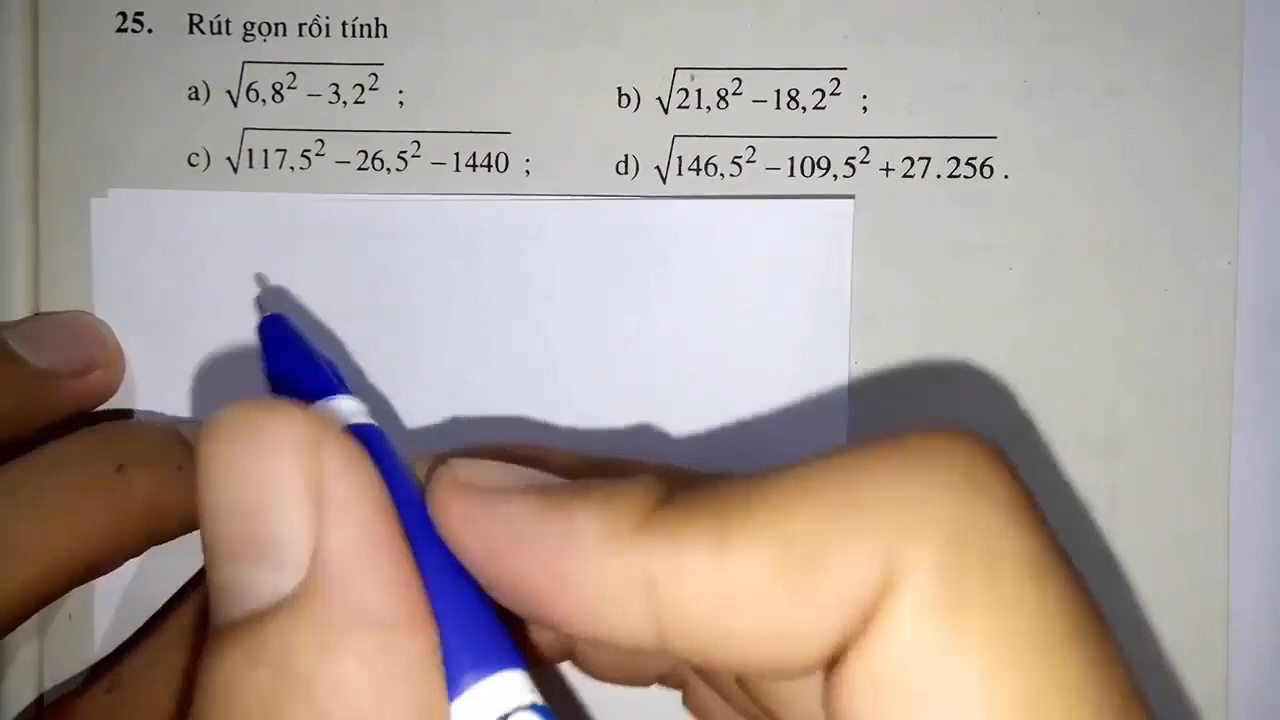 25. Rút gọn rồi tính
a) √(6,8² – 3,2²) ; b) √(21,8² – 18,2²) ;
c) √(117,5² – 26,5² – 1440) ; d) √(146,5² – 109,5² + 27.256) .